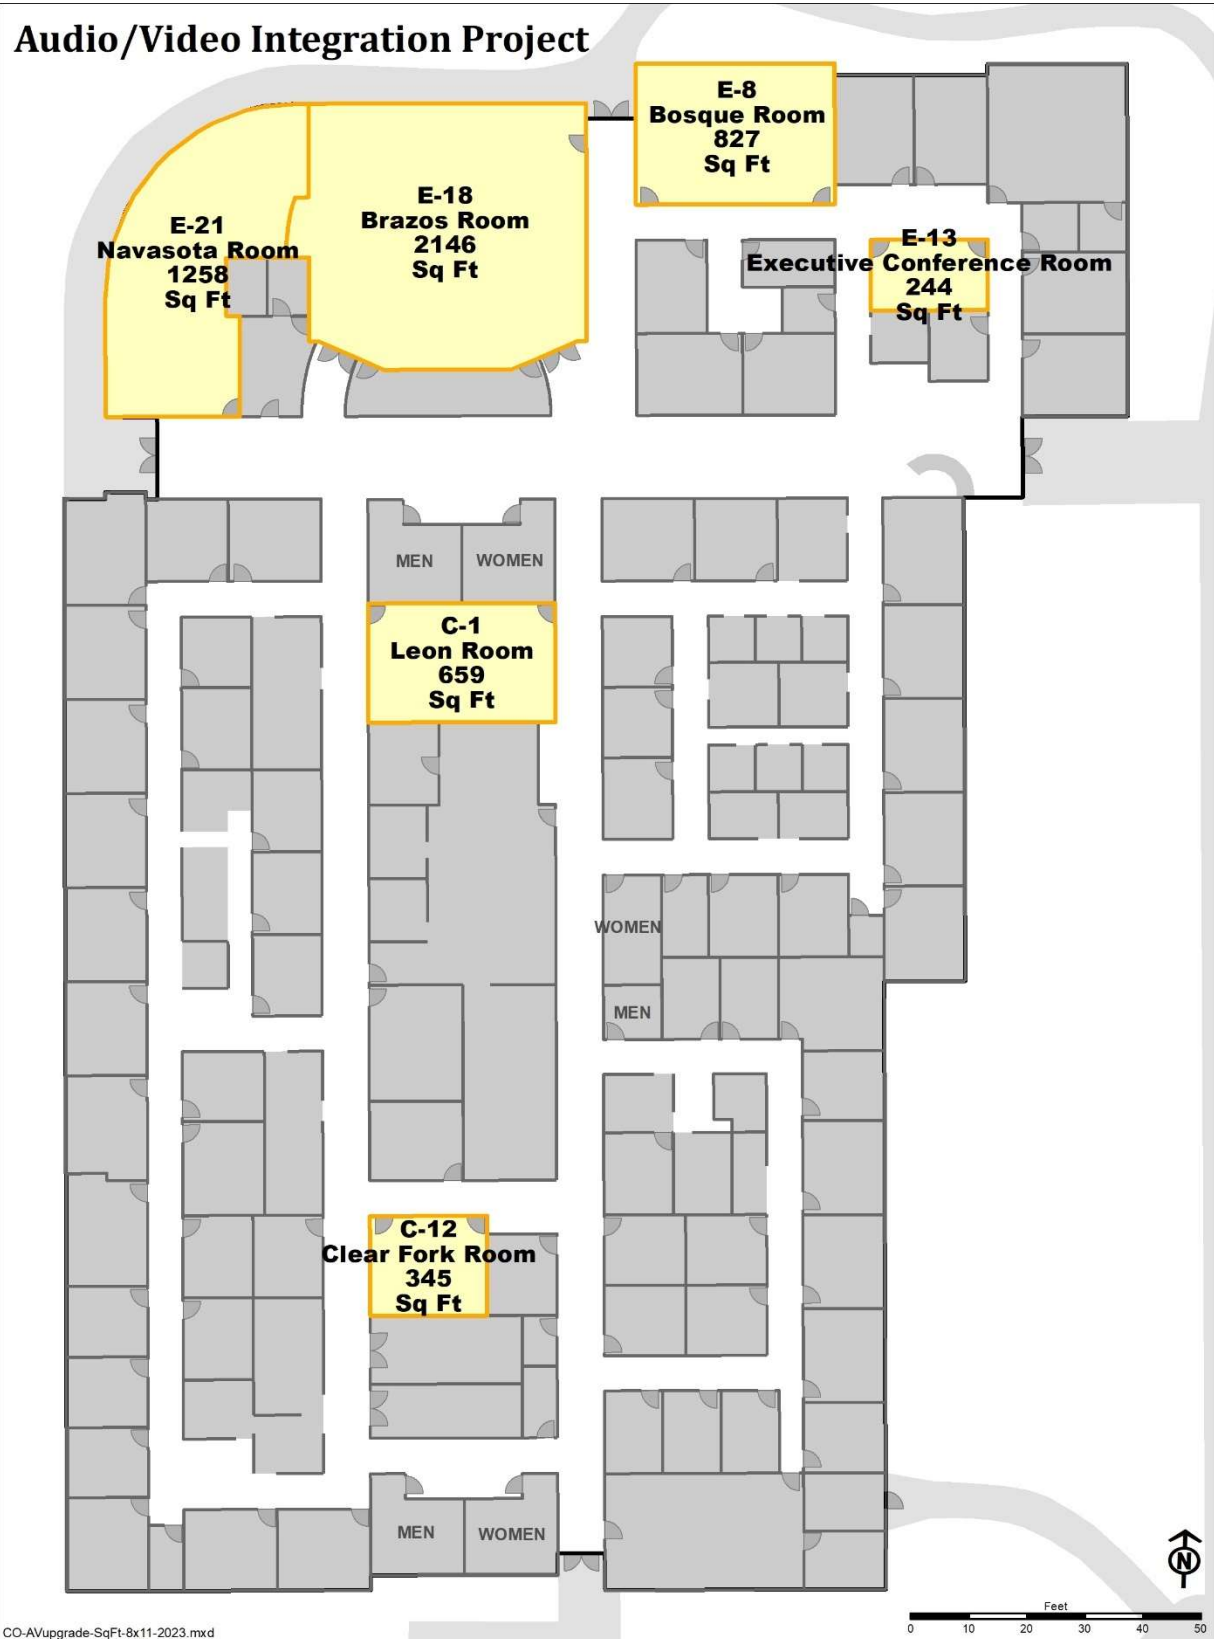 Audio/Video Integration Project
E-8
Bosque Room
827
Sq Ft
E-18
Brazos Room
2146
Sq Ft
E-21
Navasota Room
1258
Sq Ft
E-13
Executive Conference Room
244
Sq Ft
MEN
WOMEN
C-1
Leon Room
659
Sq Ft
WOMEN
MEN
C-12
Clear Fork Room
345
Sq Ft
MEN
WOMEN
N
Feet
0 10 20 30 40 50
CO-AVupgrade-SqFt-8x11-2023.mxd